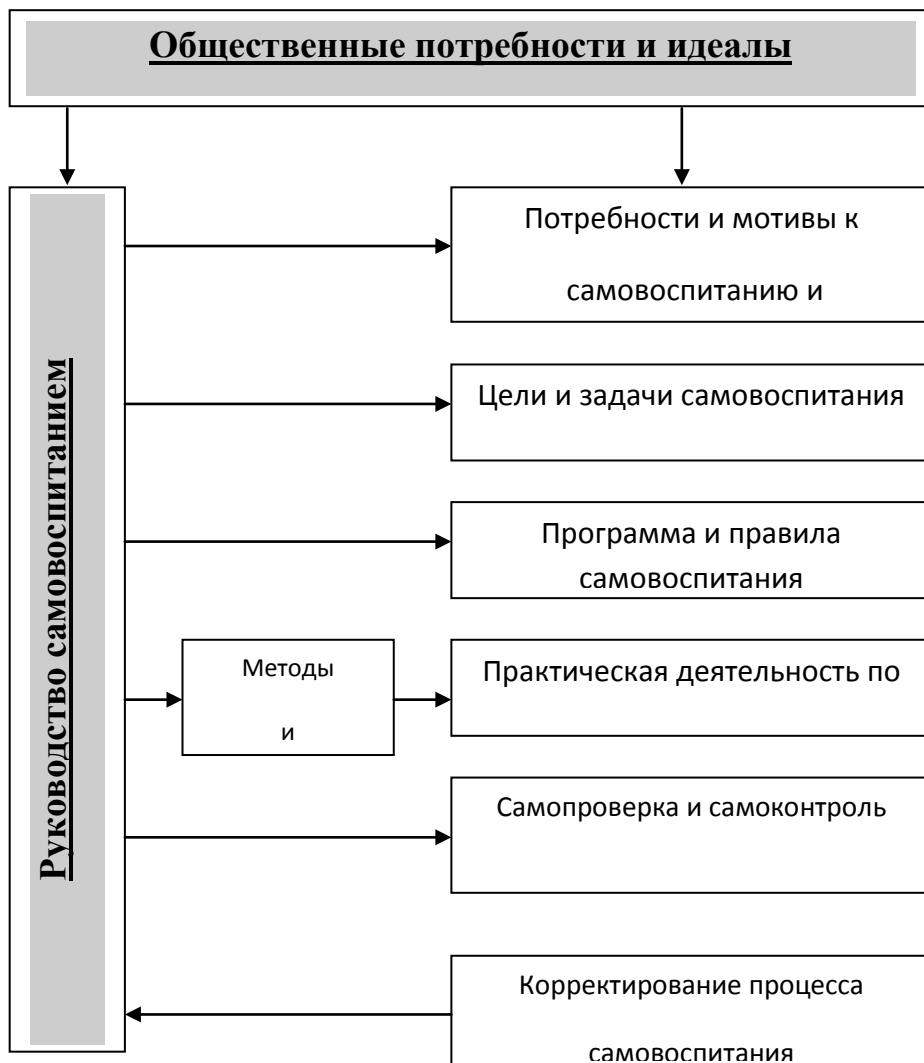 Общественные потребности и идеалы
Руководство самовоспитанием
Потребности и мотивы к
самовоспитанию и
Цели и задачи самовоспитания
Программа и правила
самовоспитания
Методы
и
Практическая деятельность по
Самопроверка и самоконтроль
Корректирование процесса
самовоспитания